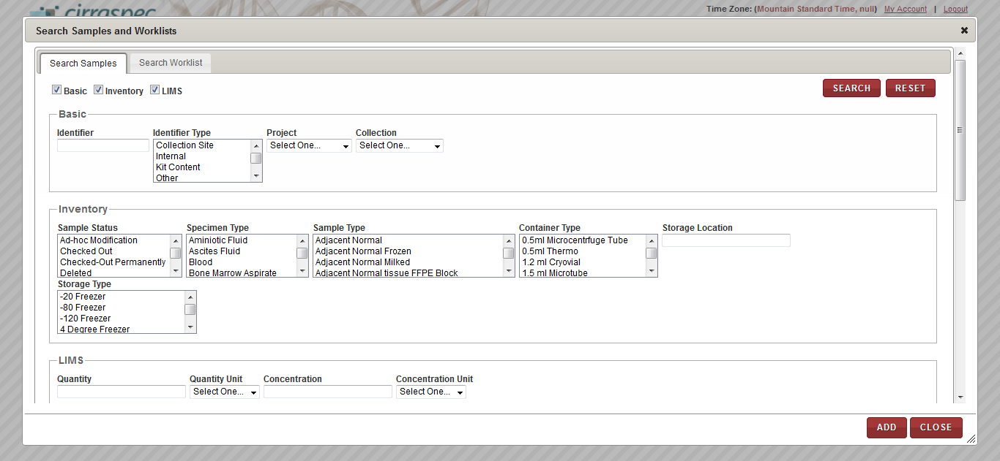 cirraspec
Time Zone: (Mountain Standard Time, null) My Account | Logout
Search Samples and Worklists
Search Samples Search Worklist
Basic Inventory LIMS SEARCH RESET
Basic
Identifier Identifier Type Project Collection
Collection Site Select One... Select One...
Internal
Kit Content
Other
Inventory
Sample Status Specimen Type Sample Type Container Type Storage Location
Ad-hoc Modification Aminiotic Fluid Adjacent Normal 0.5ml Microcentrfuge Tube
Checked Out Ascites Fluid Adjacent Normal Frozen 0.5ml Thermo
Checked-Out Permanently Blood Adjacent Normal Milked 1.2 ml Cryovial
Deleted Bone Marrow Aspirate Adjacent Normal tissue FFPE Block 1.5 ml Microtube
Storage Type
-20 Freezer
-80 Freezer
-120 Freezer
4 Degree Freezer
LIMS
Quantity Quantity Unit Concentration Concentration Unit
Select One... Select One...
ADD CLOSE